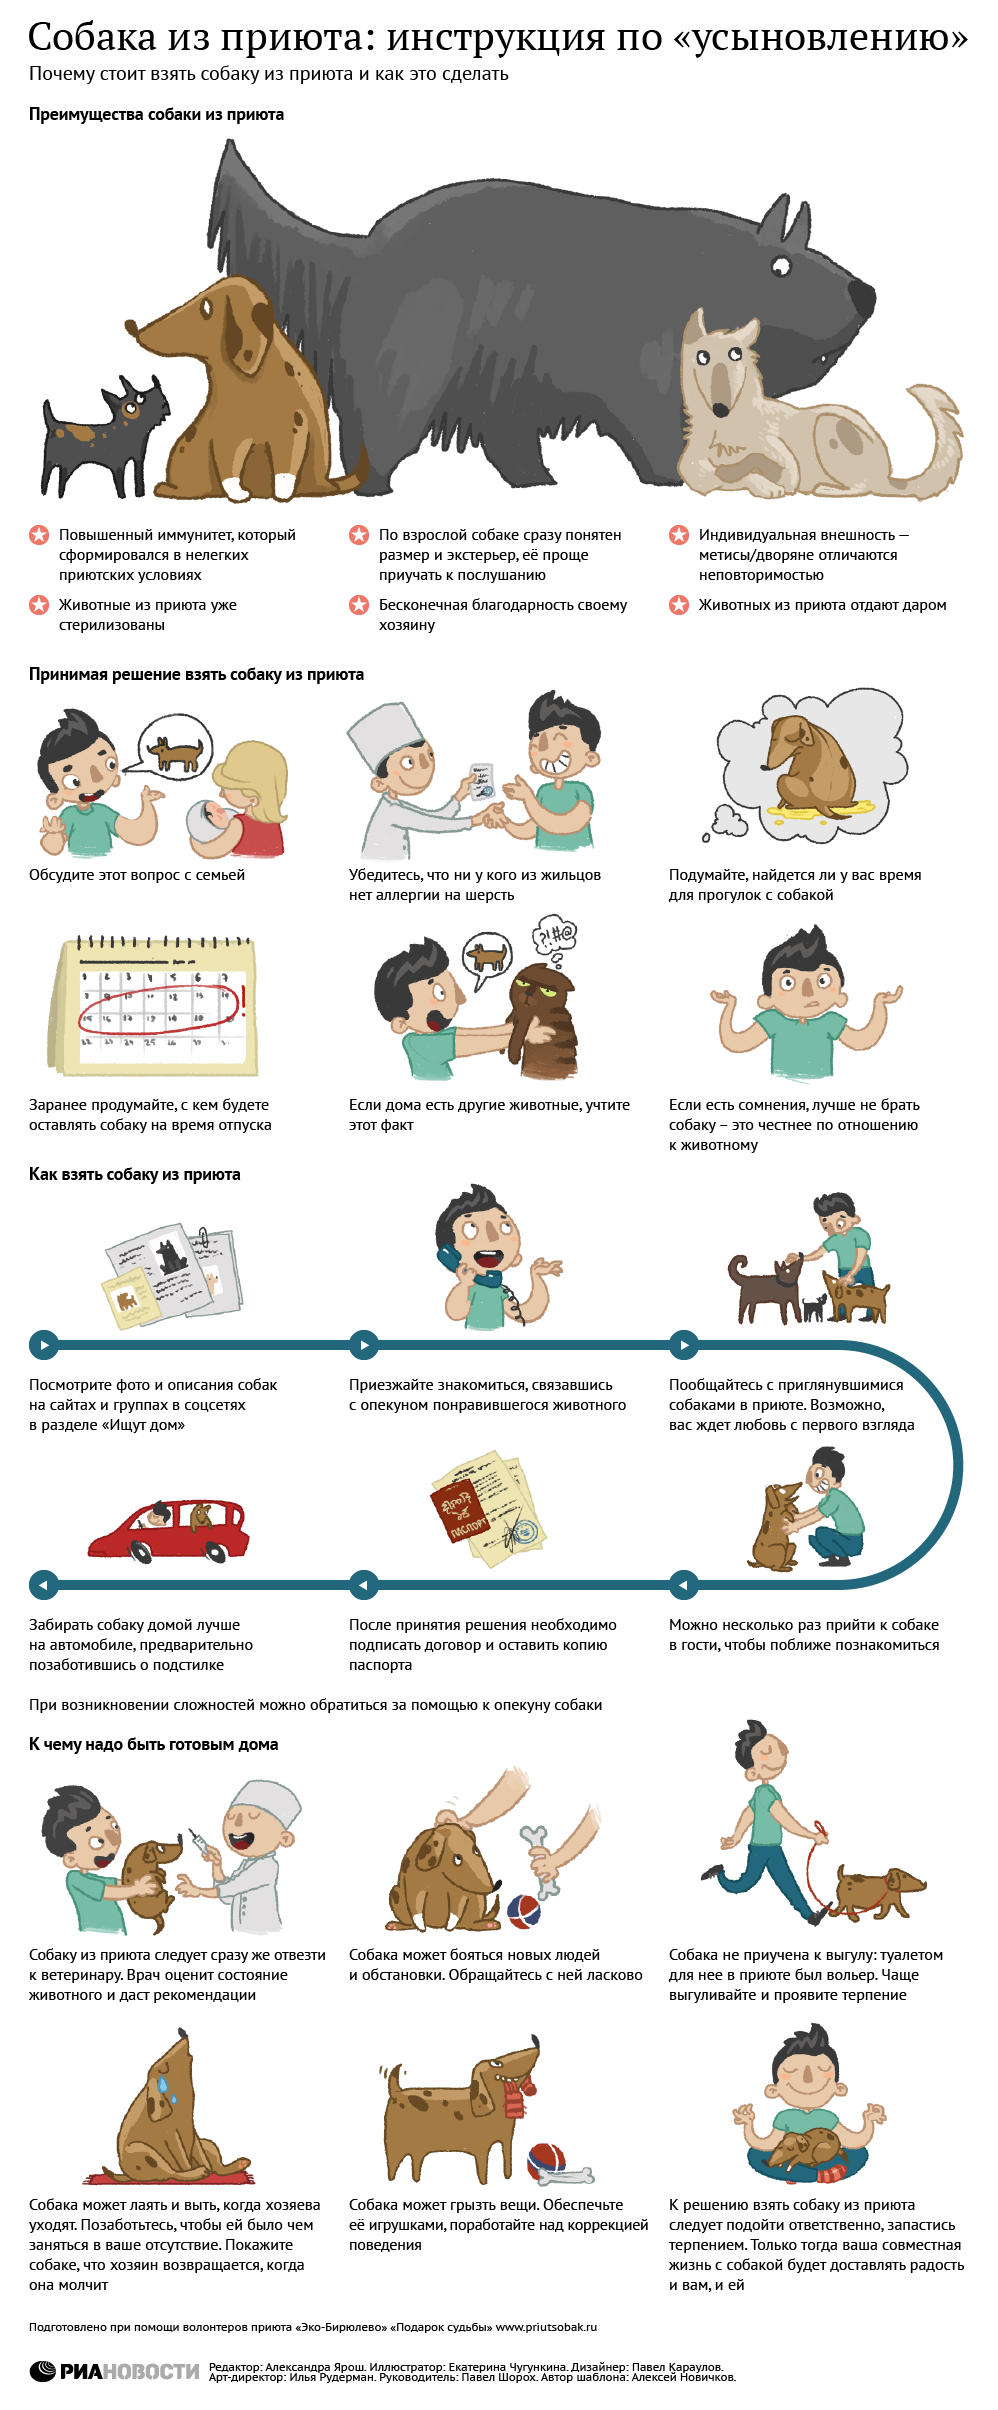 Собака из приюта: инструкция по «усыновлению»
Почему стоит взять собаку из приюта и как это сделать
Преимущества собаки из приюта
Повышенный иммунитет, который
сформировался в нелегких
приютских условиях
По взрослой собаке сразу понятен
размер и экстерьер, её проще
приучать к послушанию
Индивидуальная внешность —
метисы/дворяне отличаются
неповторимостью
Животные из приюта уже
стерилизованы
Бесконечная благодарность своему
хозяину
Животных из приюта отдают даром
Принимая решение взять собаку из приюта
Обсудите этот вопрос с семьей
Убедитесь, что ни у кого из жильцов
нет аллергии на шерсть
Подумайте, найдется ли у вас время
для прогулок с собакой
?!#@
Заранее продумайте, с кем будете
оставлять собаку на время отпуска
Если дома есть другие животные, учтите
этот факт
Если есть сомнения, лучше не брать
собаку – это честнее по отношению
к животному
Как взять собаку из приюта
Посмотрите фото и описания собак
на сайтах и группах в соцсетях
в разделе «Ищут дом»
Приезжайте знакомиться, связавшись
с опекуном понравившегося животного
Пообщайтесь с приглянувшимися
собаками в приюте. Возможно,
вас ждет любовь с первого взгляда
ПАСПОРТ
Забирать собаку домой лучше
на автомобиле, предварительно
позаботившись о подстилке
После принятия решения необходимо
подписать договор и оставить копию
паспорта
Можно несколько раз прийти к собаке
в гости, чтобы поближе познакомиться
При возникновении сложностей можно обратиться за помощью к опекуну собаки
К чему надо быть готовым дома
Собаку из приюта следует сразу же отвезти
к ветеринару. Врач оценит состояние
животного и даст рекомендации
Собака может бояться новых людей
и обстановки. Обращайтесь с ней ласково
Собака не приучена к выгулу: туалетом
для нее в приюте был вольер. Чаще
выгуливайте и проявите терпение
Собака может лаять и выть, когда хозяева
уходят. Позаботьтесь, чтобы ей было чем
заняться в ваше отсутствие. Покажите
собаке, что хозяин возвращается, когда
она молчит
Собака может грызть вещи. Обеспечьте
её игрушками, поработайте над коррекцией
поведения
К решению взять собаку из приюта
следует подойти ответственно, запастись
терпением. Только тогда ваша совместная
жизнь с собакой будет доставлять радость
и вам, и ей
Подготовлено при помощи волонтеров приюта «Эко-Бирюлево» «Подарок судьбы» www.priutsobak.ru
РИАНОВОСТИ
Редактор: Александра Ярош. Иллюстратор: Екатерина Чугункина. Дизайнер: Павел Караулов.
Арт-директор: Илья Рудерман. Руководитель: Павел Шорох. Автор шаблона: Алексей Новичков.